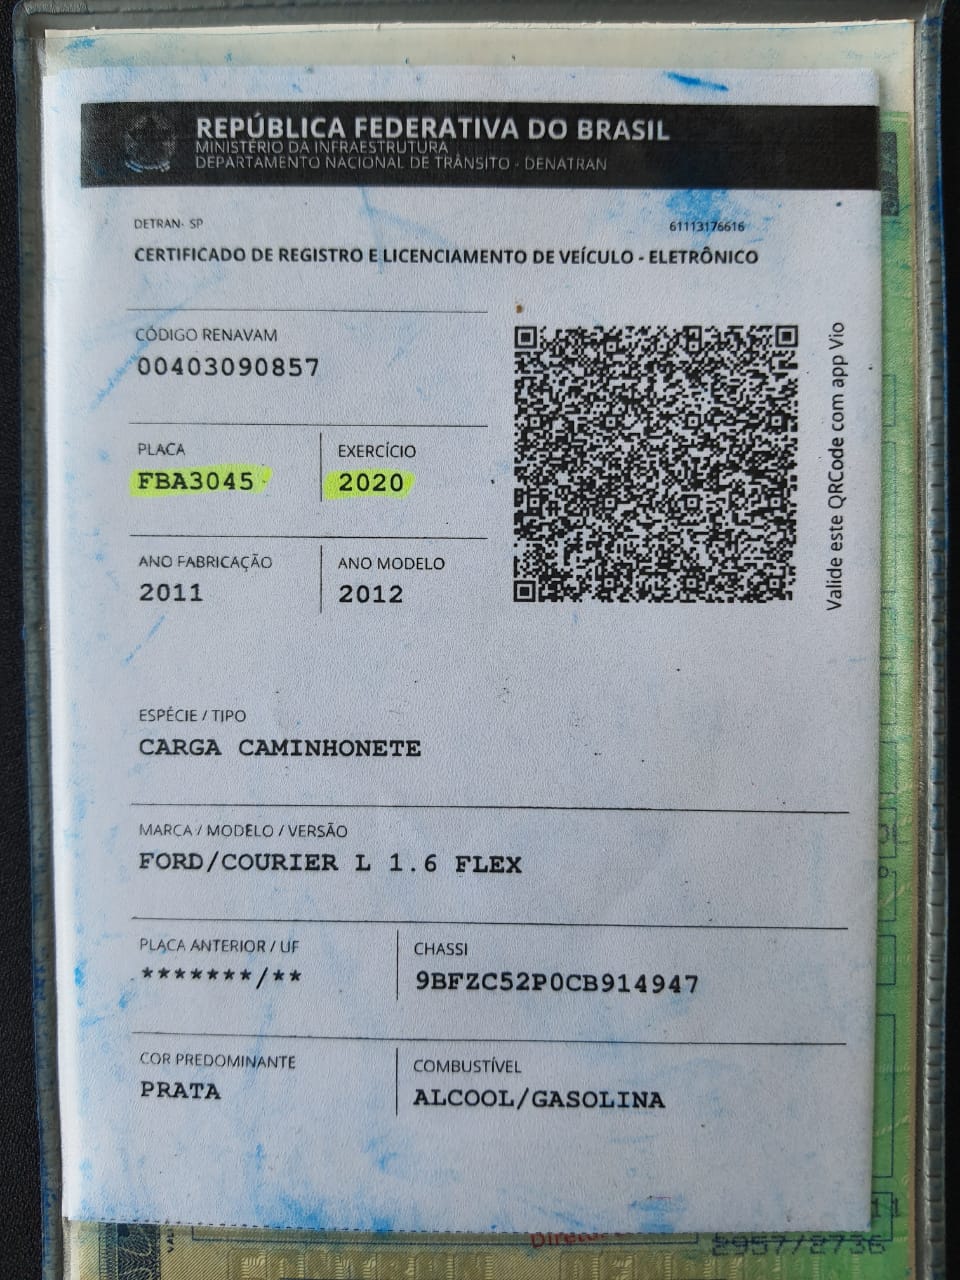 REPÚBLICA FEDERATIVA DO BRASIL
MINISTÉRIO DA INFRAESTRUTURA
DEPARTAMENTO NACIONAL DE TRÂNSITO - DENATRAN
DETRAN- SP
61113176616
CERTIFICADO DE REGISTRO E LICENCIAMENTO DE VEÍCULO - ELETRÔNICO
CÓDIGO RENAVAM
00403090857
PLACA EXERCÍCIO
FBA3045 2020
ANO FABRICAÇÃO ANO MODELO
2011 2012
Valide este QRCode com app Vio
ESPÉCIE / TIPO
CARGA CAMINHONETE
MARCA / MODELO / VERSÃO
FORD/COURIER L 1.6 FLEX
PLACA ANTERIOR / UF CHASSI
*******/** 9BFZC52P0CB914947
COR PREDOMINANTE COMBUSTÍVEL
PRATA ALCOOL/GASOLINA
2957/2736